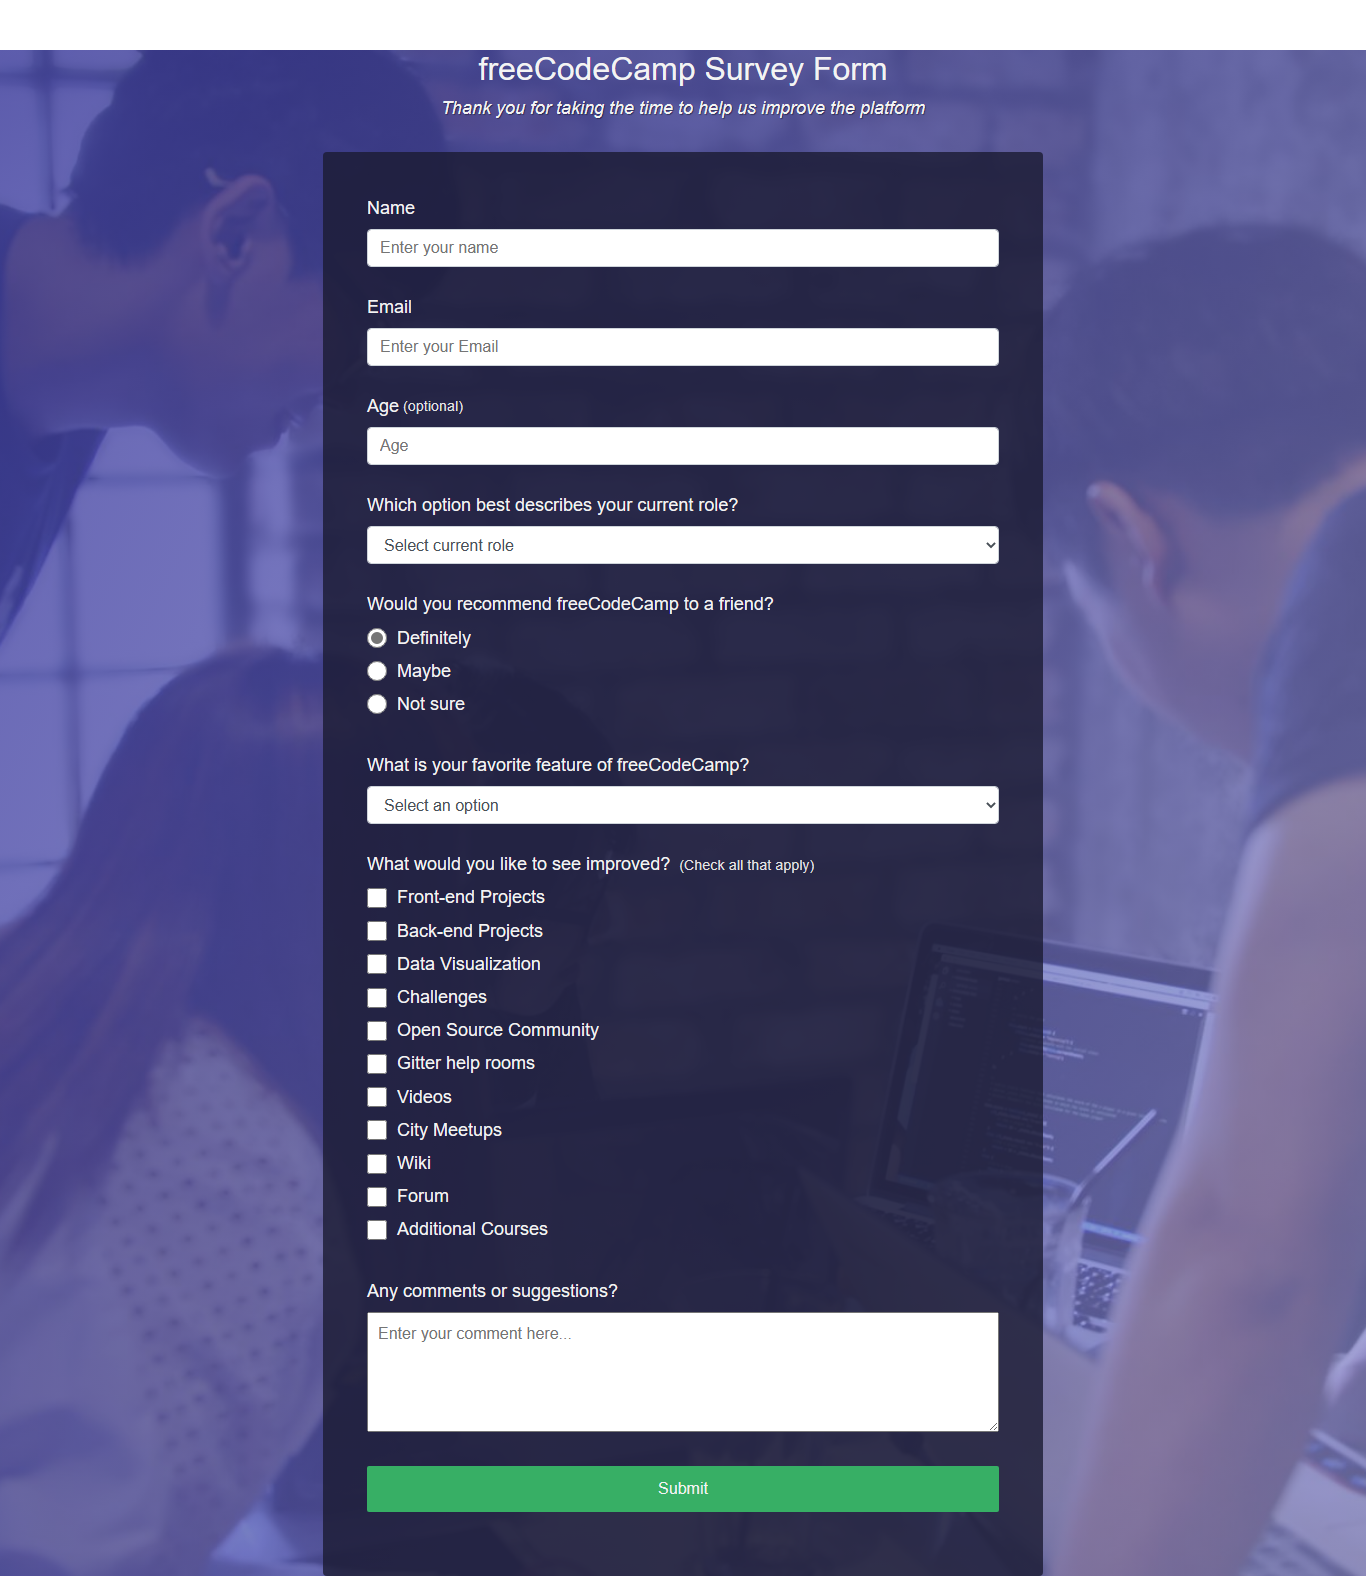 freeCodeCamp Survey Form
Thank you for taking the time to help us improve the platform
Name
Enter your name
Email
Enter your Email
Age (optional)
Age
Which option best describes your current role?
Select current role
Would you recommend freeCodeCamp to a friend?
Definitely
Maybe
Not sure
What is your favorite feature of freeCodeCamp?
Select an option
What would you like to see improved? (Check all that apply)
Front-end Projects
Back-end Projects
Data Visualization
Challenges
Open Source Community
Gitter help rooms
Videos
City Meetups
Wiki
Forum
Additional Courses
Any comments or suggestions?
Enter your comment here...
Submit